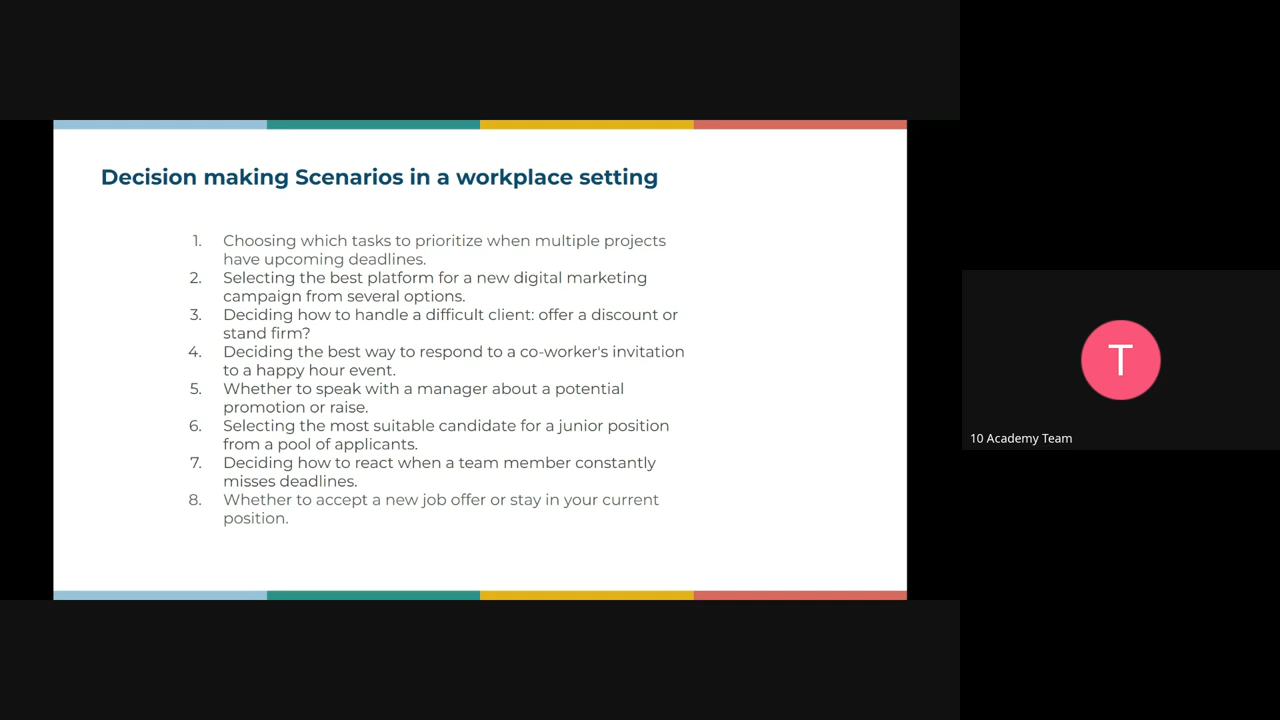 Decision making Scenarios in a workplace setting
1. Choosing which tasks to prioritize when multiple projects
have upcoming deadlines.
2. Selecting the best platform for a new digital marketing
campaign from several options.
3. Deciding how to handle a difficult client: offer a discount or
stand firm?
4. Deciding the best way to respond to a co-worker's invitation
to a happy hour event.
5. Whether to speak with a manager about a potential
promotion or raise.
6. Selecting the most suitable candidate for a junior position
from a pool of applicants.
7. Deciding how to react when a team member constantly
misses deadlines.
8. Whether to accept a new job offer or stay in your current
position.
T
10 Academy Team